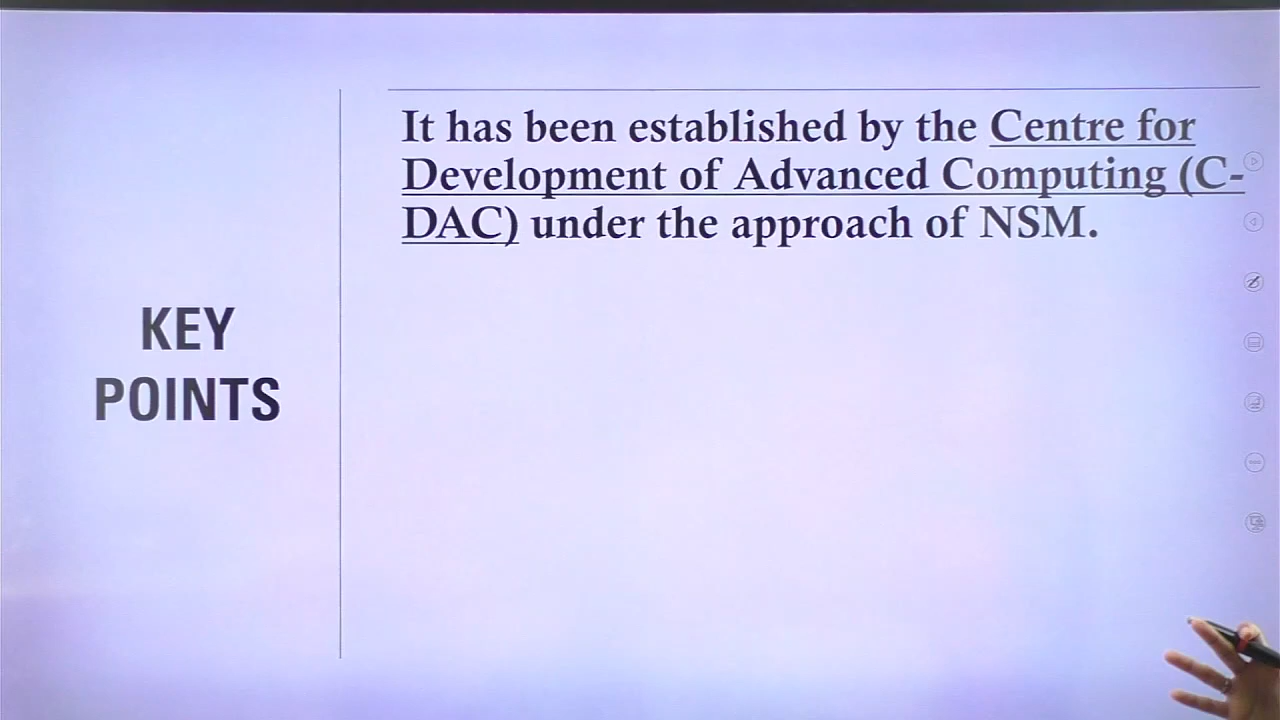 KEY
POINTS
It has been established by the Centre for
Development of Advanced Computing (C-
DAC) under the approach of NSM.